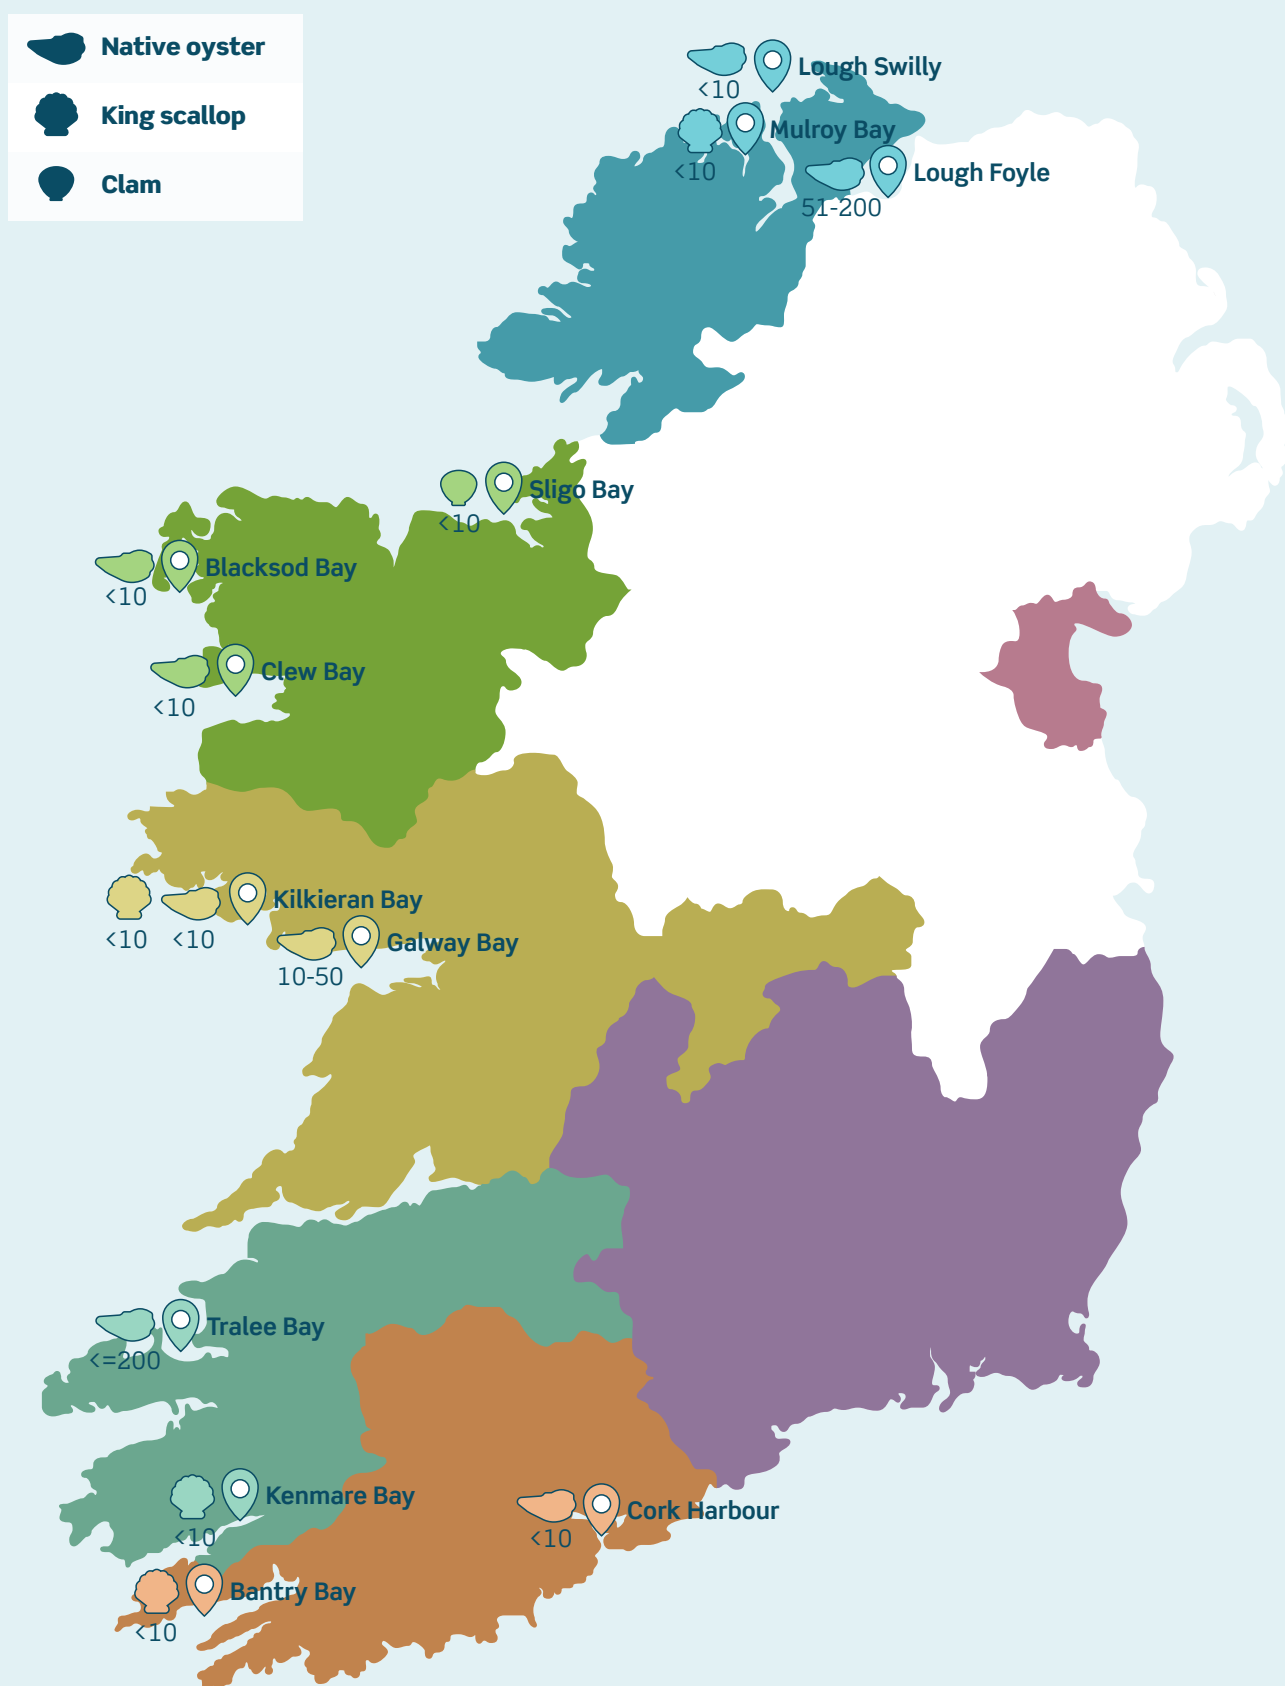 Native oyster
King scallop
Clam
Lough Swilly
<10
Mulroy Bay
<10
Lough Foyle
51-200
Sligo Bay
<10
Blacksod Bay
<10
Clew Bay
<10
Kilkieran Bay
<10 <10
Galway Bay
10-50
Tralee Bay
<=200
Kenmare Bay
<10
Cork Harbour
<10
Bantry Bay
<10